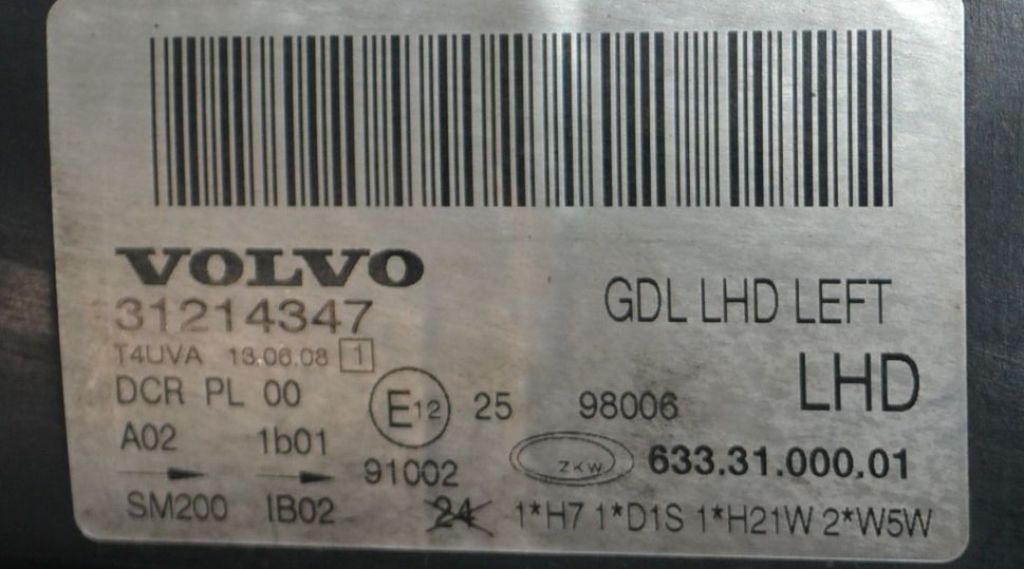 VOLVO
31214347
GDL LHD LEFT
T4UVA 13.06.08 1
LHD
DCR PL 00
E12 25 98006
A02 1b01
91002
ZKW 633.31.000.01
SM200 IB02
24 1*H7 1*D1S 1*H21W 2*W5W